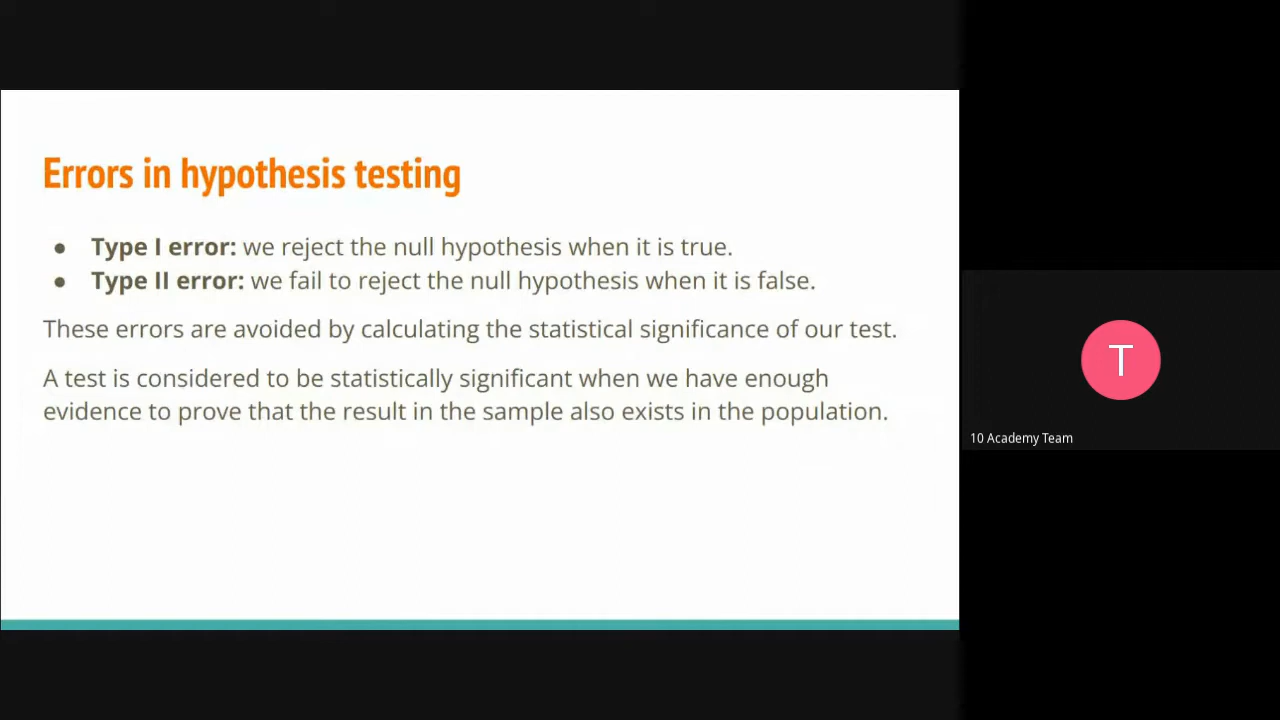 Errors in hypothesis testing
● Type I error: we reject the null hypothesis when it is true.
● Type II error: we fail to reject the null hypothesis when it is false.
These errors are avoided by calculating the statistical significance of our test.
A test is considered to be statistically significant when we have enough
evidence to prove that the result in the sample also exists in the population.
T
10 Academy Team